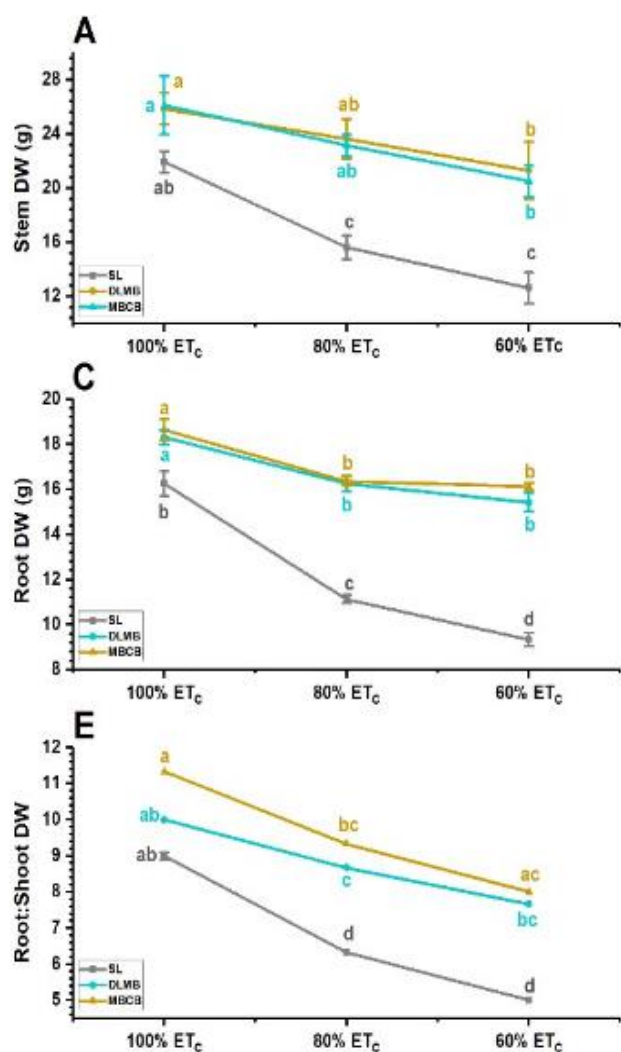 A
Stem DW (g)
28
24
20
16
12
a
a
ab
ab
ab
c
b
b
c
SL
DLMB
MBCB
100% ETc
80% ETc
60% ETc
C
Root DW (g)
20
18
16
14
12
10
8
a
a
b
b
b
c
b
b
d
SL
DLMB
MBCB
100% ETc
80% ETc
60% ETc
E
Root:Shoot DW
12
11
10
9
8
7
6
5
a
ab
ab
bc
c
d
ac
bc
d
SL
DLMB
MBCB
100% ETc
80% ETc
60% ETc